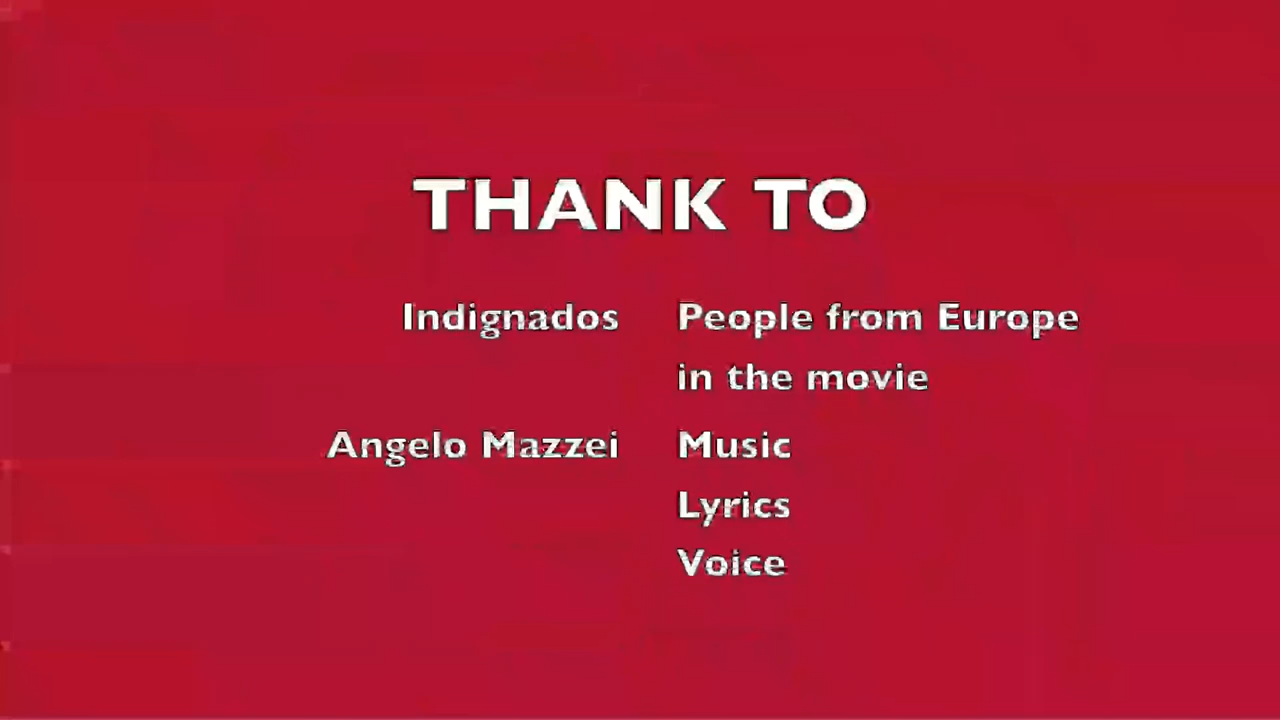 THANK TO
Indignados People from Europe
in the movie
Angelo Mazzei Music
Lyrics
Voice